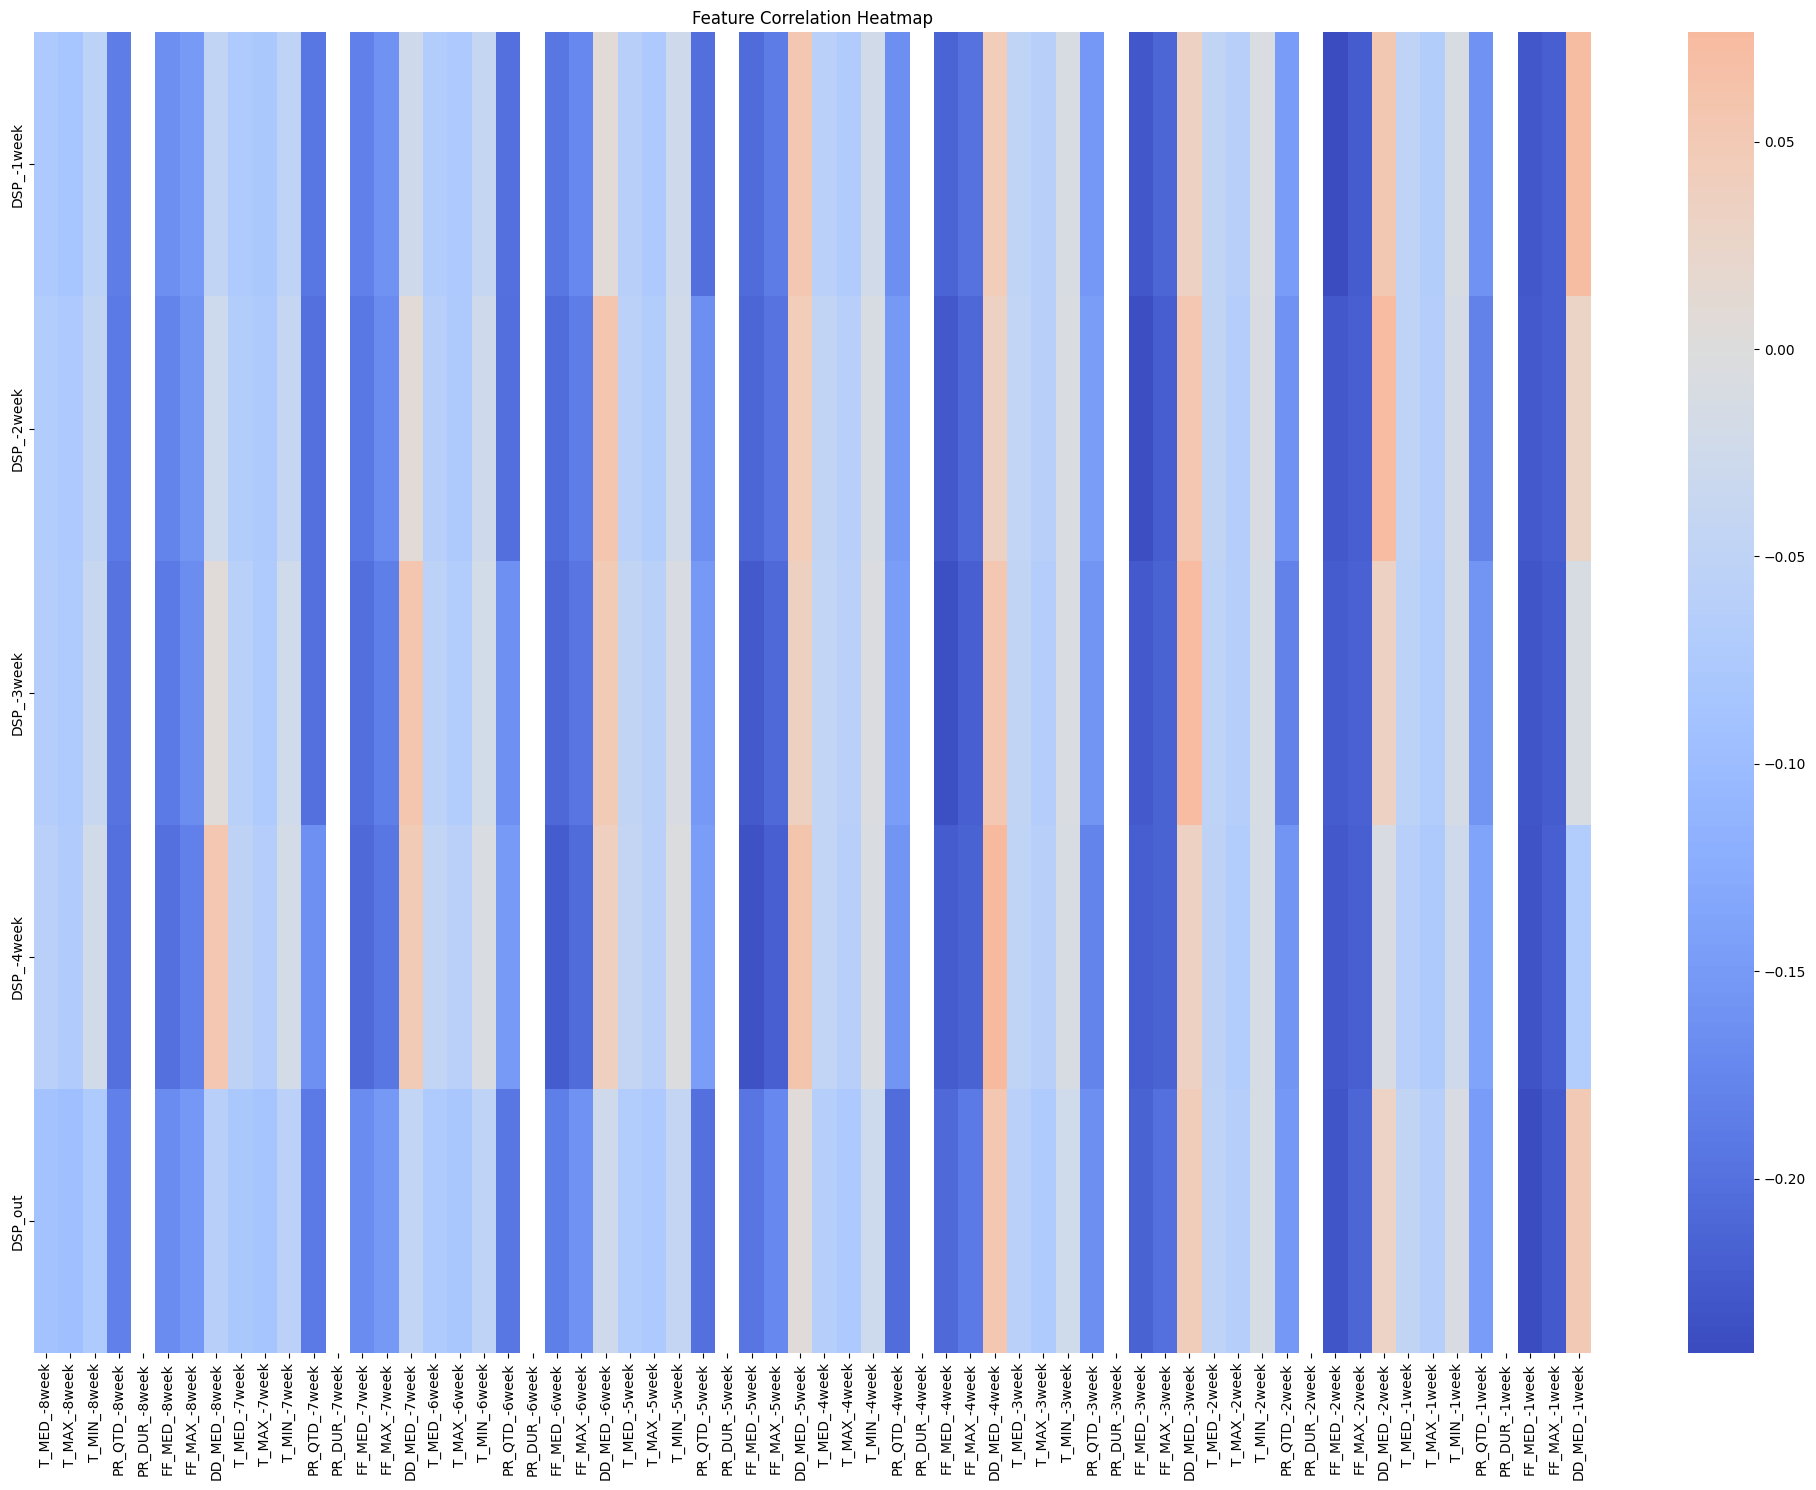 Feature Correlation Heatmap
DSP_-1week
DSP_-2week
DSP_-3week
DSP_-4week
DSP_out
T_MED_-8week
T_MAX_-8week
T_MIN_-8week
PR_QTD_-8week
PR_DUR_-8week
FF_MED_-8week
FF_MAX_-8week
DD_MED_-8week
T_MED_-7week
T_MAX_-7week
T_MIN_-7week
PR_QTD_-7week
PR_DUR_-7week
FF_MED_-7week
FF_MAX_-7week
DD_MED_-7week
T_MED_-6week
T_MAX_-6week
T_MIN_-6week
PR_QTD_-6week
PR_DUR_-6week
FF_MED_-6week
FF_MAX_-6week
DD_MED_-6week
T_MED_-5week
T_MAX_-5week
T_MIN_-5week
PR_QTD_-5week
PR_DUR_-5week
FF_MED_-5week
FF_MAX_-5week
DD_MED_-5week
T_MED_-4week
T_MAX_-4week
T_MIN_-4week
PR_QTD_-4week
PR_DUR_-4week
FF_MED_-4week
FF_MAX_-4week
DD_MED_-4week
T_MED_-3week
T_MAX_-3week
T_MIN_-3week
PR_QTD_-3week
PR_DUR_-3week
FF_MED_-3week
FF_MAX_-3week
DD_MED_-3week
T_MED_-2week
T_MAX_-2week
T_MIN_-2week
PR_QTD_-2week
PR_DUR_-2week
FF_MED_-2week
FF_MAX_-2week
DD_MED_-2week
T_MED_-1week
T_MAX_-1week
T_MIN_-1week
PR_QTD_-1week
PR_DUR_-1week
FF_MED_-1week
FF_MAX_-1week
DD_MED_-1week
0.05
0.00
−0.05
−0.10
−0.15
−0.20